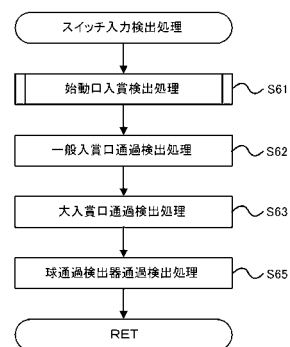 スイッチ入力検出処理
始動口入賞検出処理
S61
一般入賞口通過検出処理
S62
大入賞口通過検出処理
S63
球通過検出器通過検出処理
S65
RET